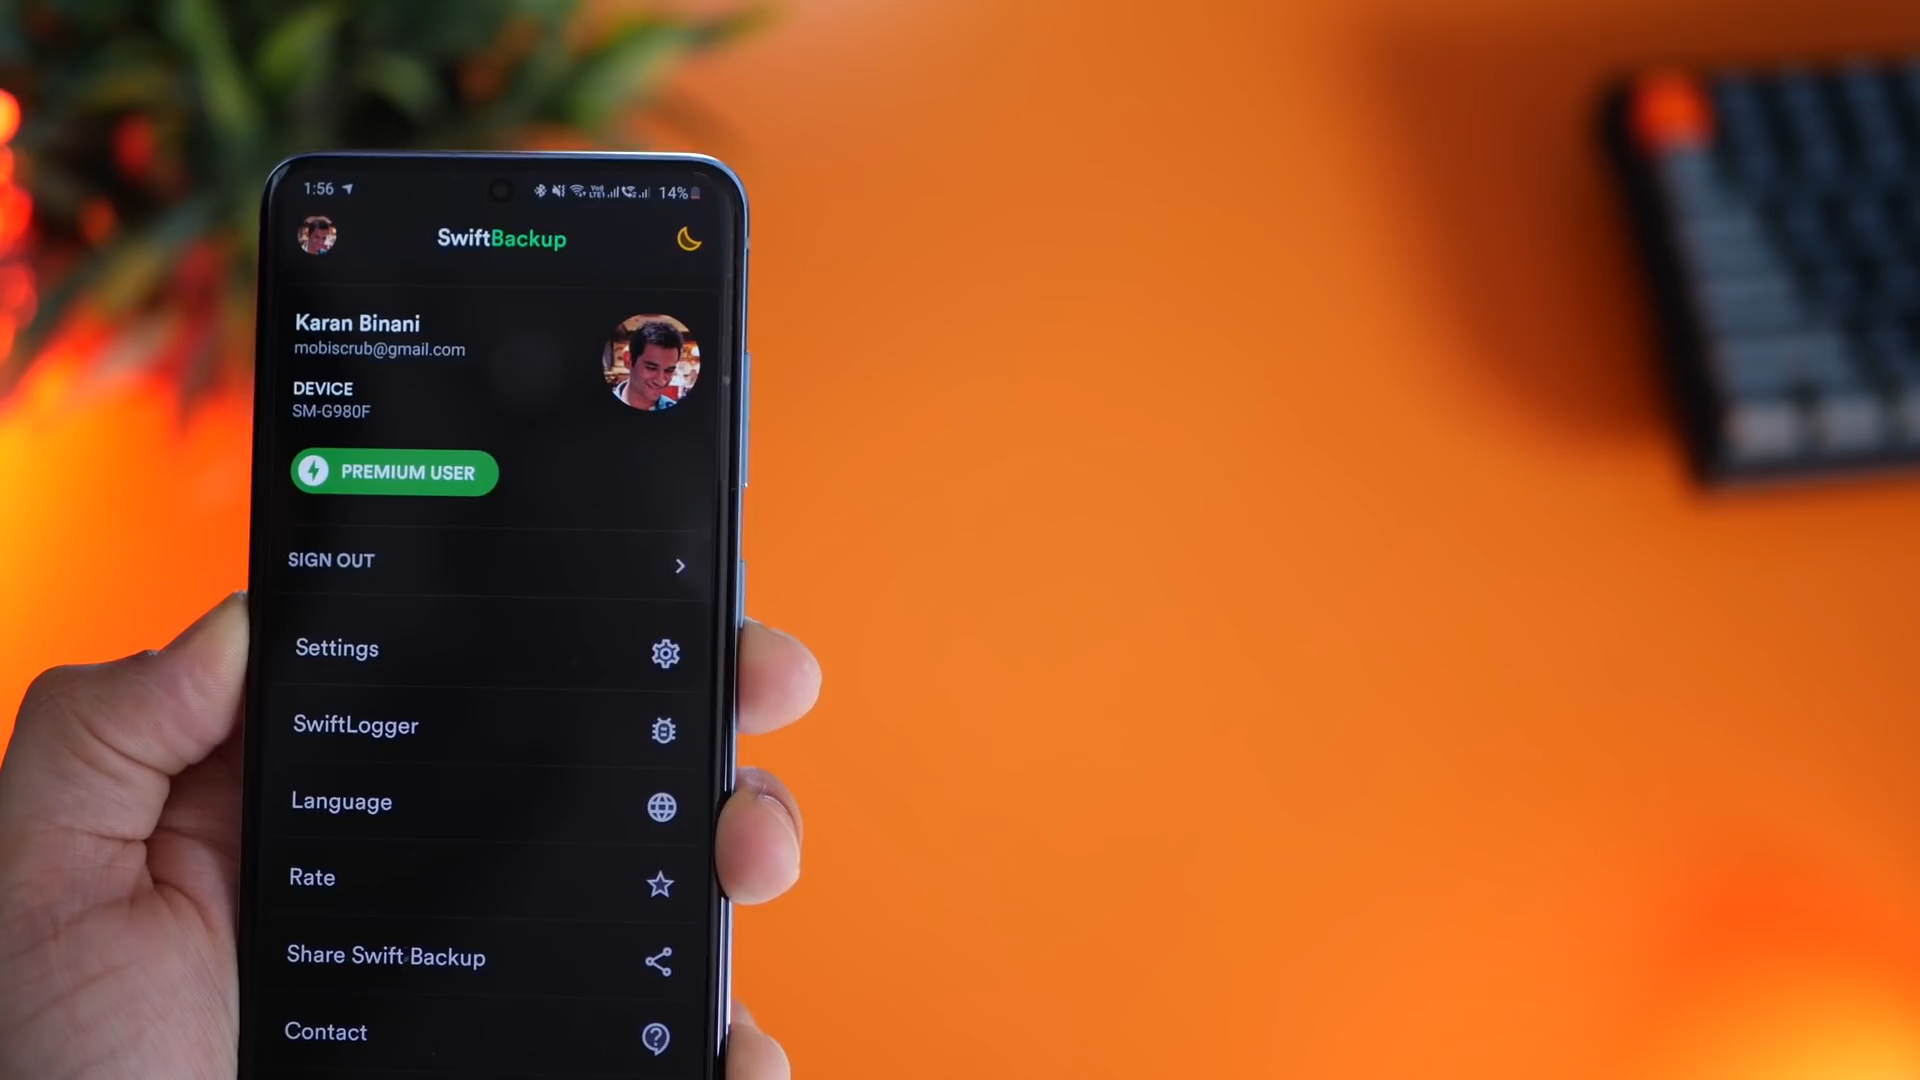 1:56
14%
SwiftBackup
Karan Binani
mobiscrub@gmail.com
DEVICE
SM-G980F
PREMIUM USER
SIGN OUT
Settings
SwiftLogger
Language
Rate
Share Swift Backup
Contact